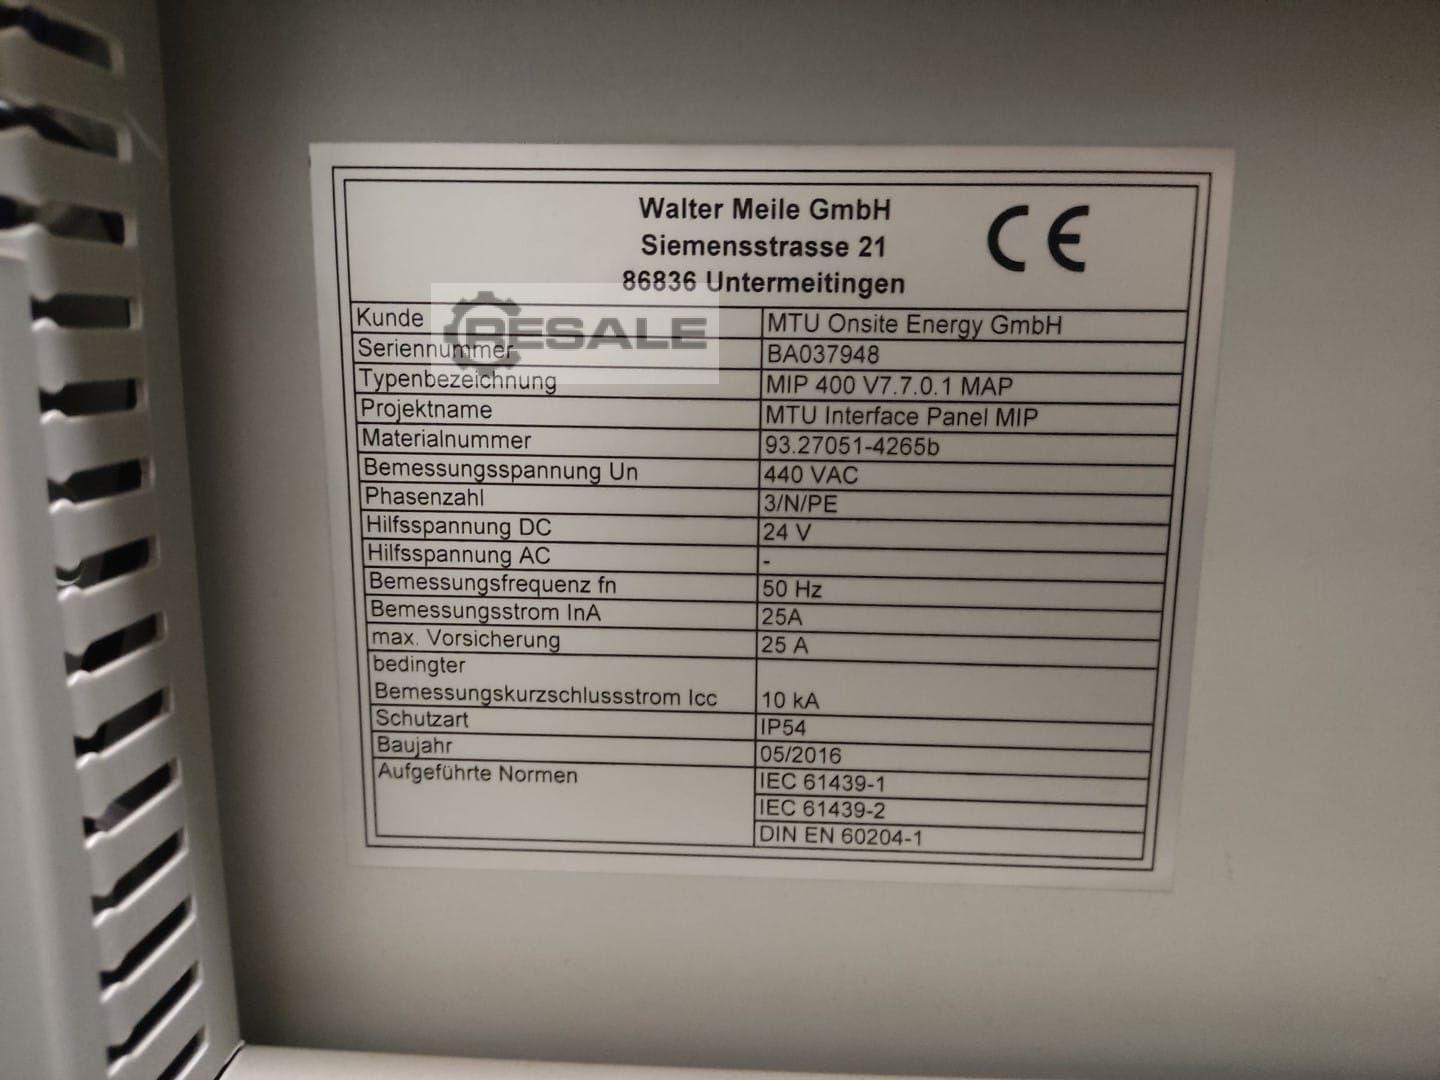 Walter Meile GmbH
Siemensstrasse 21
86836 Untermeitingen
CE
RESALE
Kunde MTU Onsite Energy GmbH
Seriennummer BA037948
Typenbezeichnung MIP 400 V7.7.0.1 MAP
Projektname MTU Interface Panel MIP
Materialnummer 93.27051-4265b
Bemessungsspannung Un 440 VAC
Phasenzahl 3/N/PE
Hilfsspannung DC 24 V
Hilfsspannung AC -
Bemessungsfrequenz fn 50 Hz
Bemessungsstrom InA 25A
max. Vorsicherung 25 A
bedingter
Bemessungskurzschlussstrom Icc 10 kA
Schutzart IP54
Baujahr 05/2016
Aufgeführte Normen IEC 61439-1
IEC 61439-2
DIN EN 60204-1